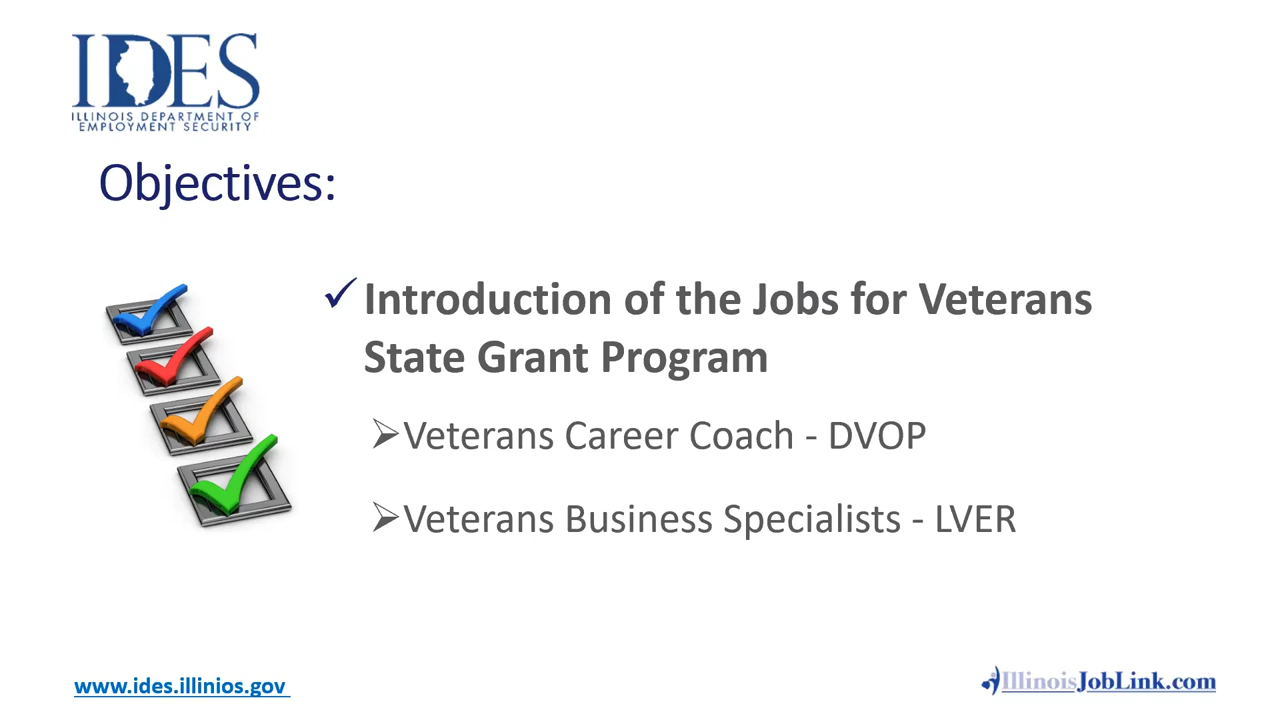 IDES
ILLINOIS DEPARTMENT OF
EMPLOYMENT SECURITY
Objectives:
✓ Introduction of the Jobs for Veterans
State Grant Program
➢ Veterans Career Coach - DVOP
➢ Veterans Business Specialists - LVER
www.ides.illinios.gov
IllinoisJobLink.com